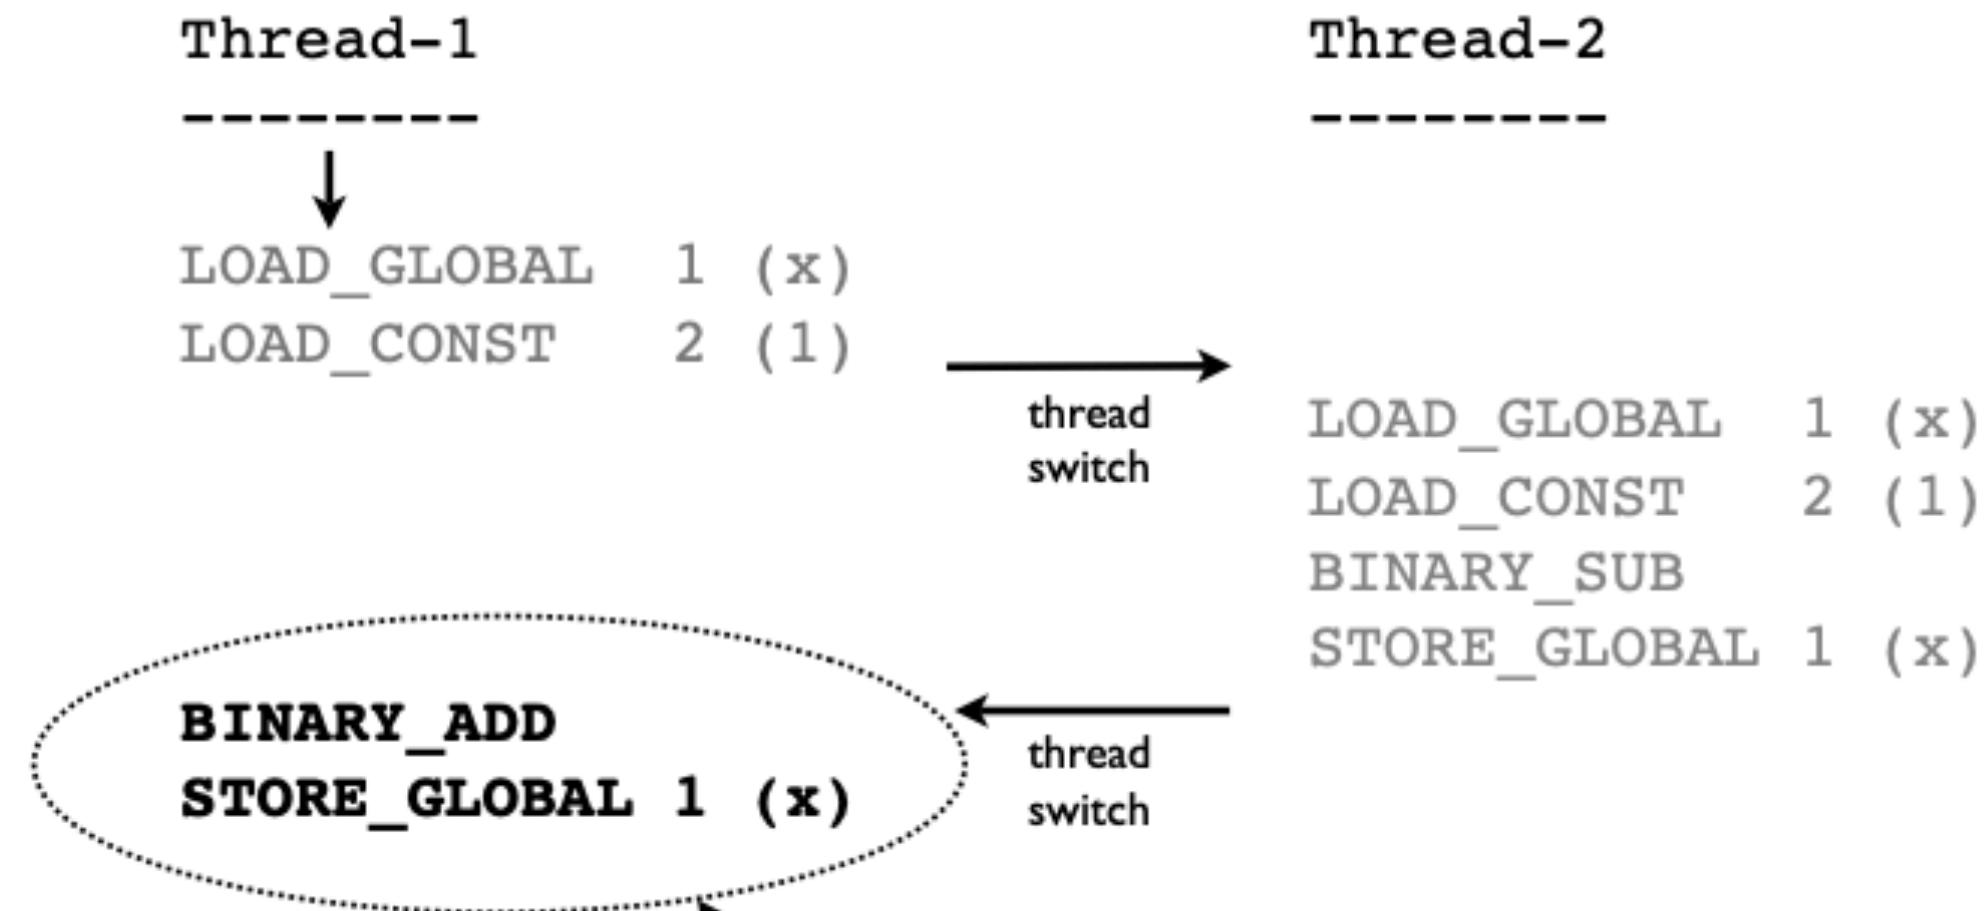 Thread-1
--------
LOAD_GLOBAL 1 (x)
LOAD_CONST 2 (1)
thread
switch
Thread-2
--------
LOAD_GLOBAL 1 (x)
LOAD_CONST 2 (1)
BINARY_SUB
STORE_GLOBAL 1 (x)
thread
switch
BINARY_ADD
STORE_GLOBAL 1 (x)